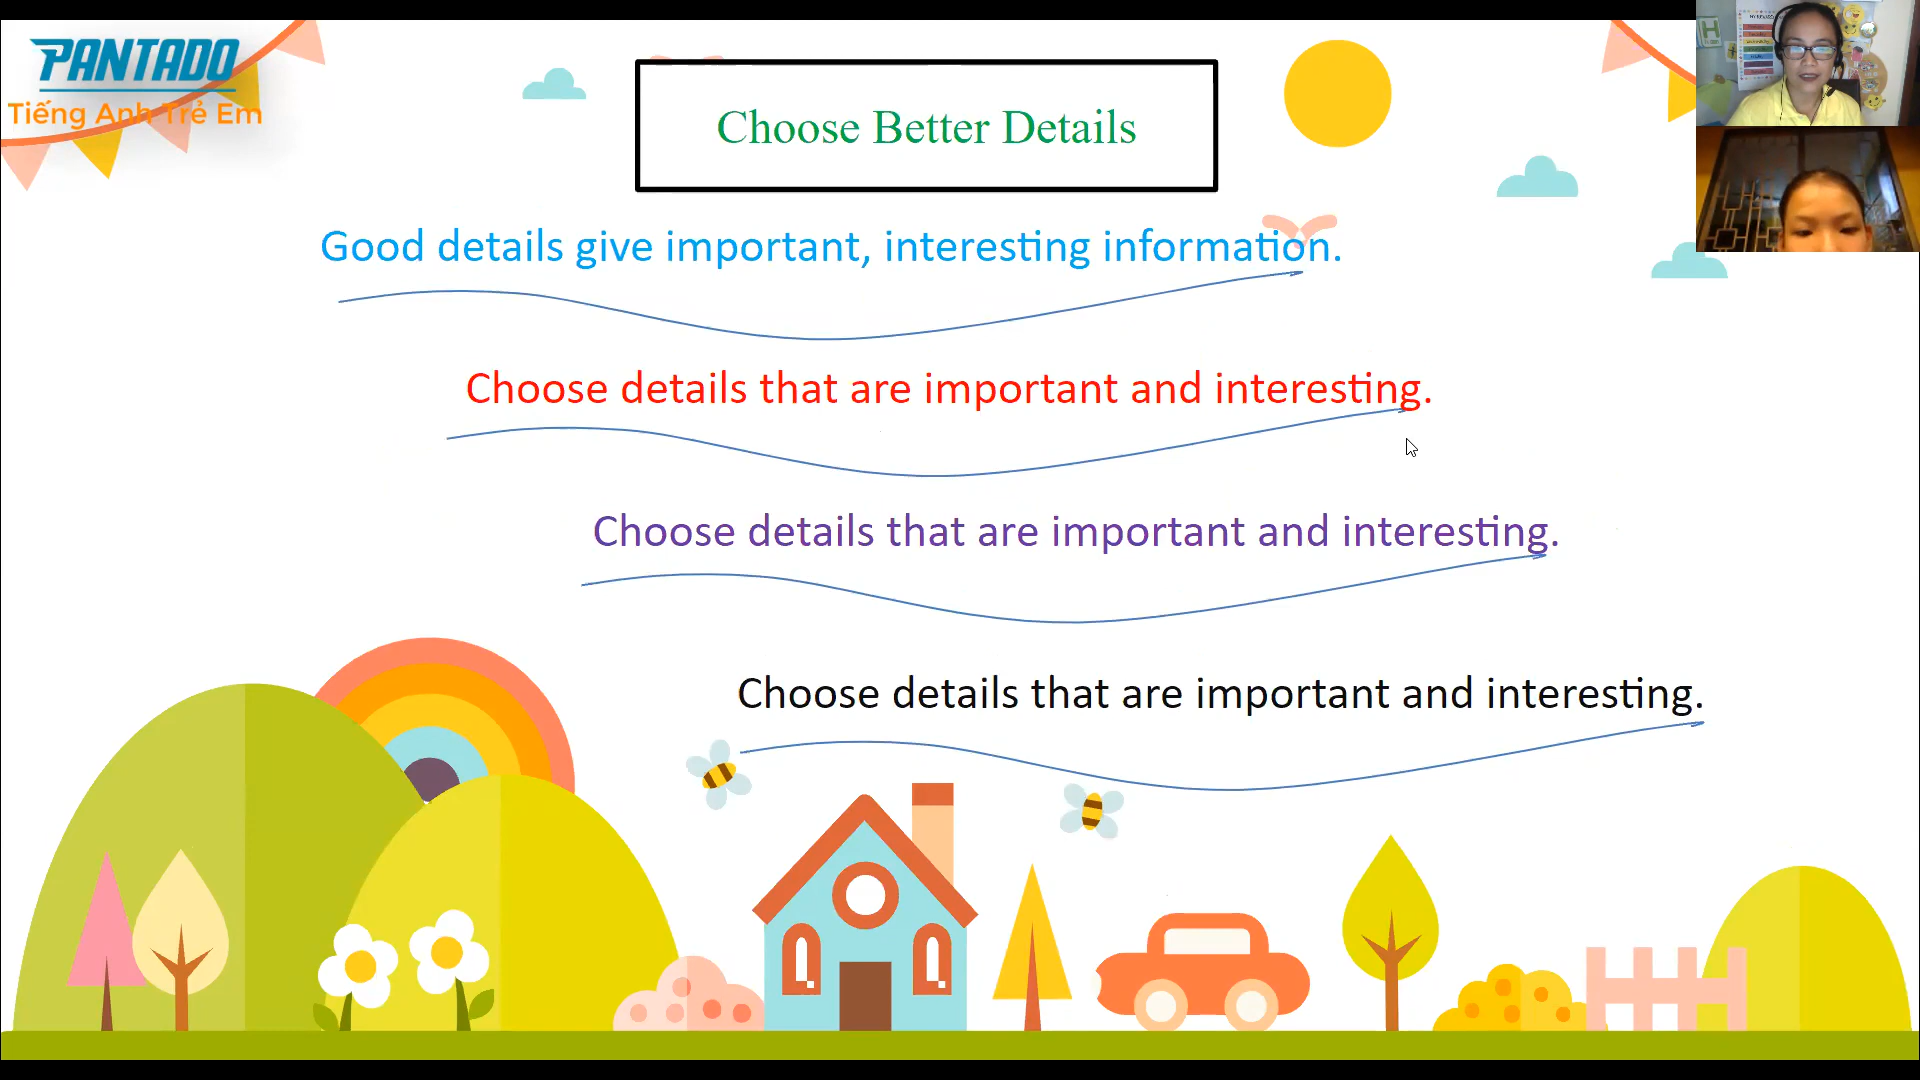 PANTADO
Tiếng Anh Trẻ Em
Choose Better Details
Good details give important, interesting information.
Choose details that are important and interesting.
Choose details that are important and interesting.
Choose details that are important and interesting.
H